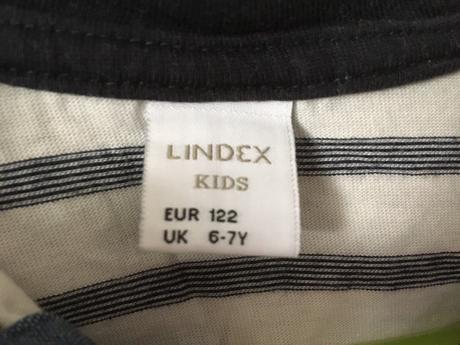 LINDEX
KIDS
EUR 122
UK 6-7Y